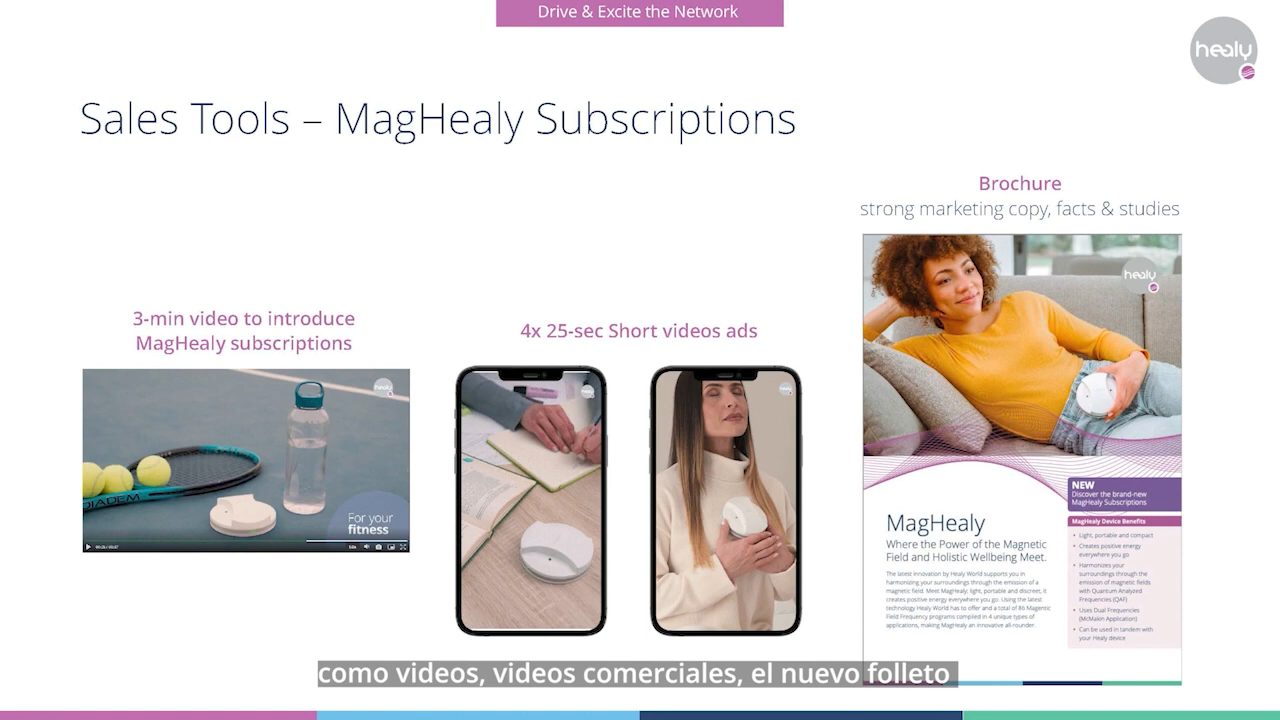 Drive & Excite the Network
healy
Sales Tools – MagHealy Subscriptions
Brochure
strong marketing copy, facts & studies
3-min video to introduce
MagHealy subscriptions
4x 25-sec Short videos ads
healy
DIADEM
For your
fitness
healy
healy
healy
NEW
Discover the brand-new
MagHealy Subscriptions
MagHealy
Where the Power of the Magnetic
Field and Holistic Wellbeing Meet.
The latest innovation by Healy World supports you in
harmonizing your surroundings through the emission of a
magnetic field. Meet MagHealy; light, portable and discreet, it
creates positive energy everywhere you go. Using the latest
technology Healy World has to offer and a total of 86 Magentic
Field Frequency programs compiled in 4 unique types of
applications, making MagHealy an innovative all-rounder.
MagHealy Device Benefits
• Light, portable and compact
• Creates positive energy
everywhere you go
• Harmonizes your
surroundings through the
emission of magnetic fields
with Quantum Analyzed
Frequencies (QAF)
• Uses Dual Frequencies
(McMakin Application)
• Can be used in tandem with
your Healy device
como videos, videos comerciales, el nuevo folleto